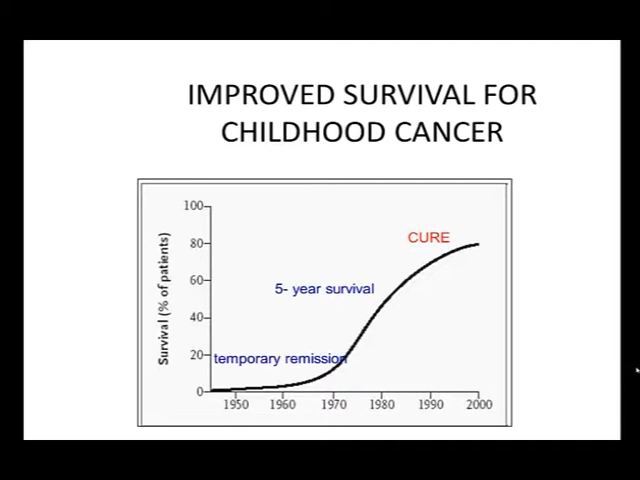 IMPROVED SURVIVAL FOR
CHILDHOOD CANCER
Survival (% of patients)
100
80
60
40
20
0
CURE
5- year survival
temporary remission
1950 1960 1970 1980 1990 2000